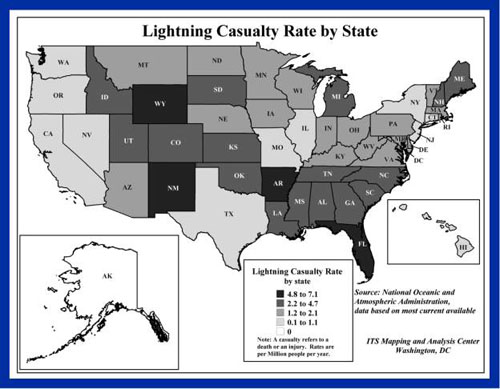 Lightning Casualty Rate by State
WA
MT
ND
MN
ME
OR
ID
WY
SD
WI
MI
NY
VT
NH
MA
CT
RI
CA
NV
UT
CO
NE
KS
IA
MO
IL
IN
OH
PA
NJ
DE
DC
WV
VA
KY
AZ
NM
OK
AR
TN
NC
SC
TX
LA
MS
AL
GA
FL
AK
HI
Lightning Casualty Rate
by state
4.8 to 7.1
2.2 to 4.7
1.2 to 2.1
0.1 to 1.1
0
Note: A casualty refers to a
death or an injury. Rates are
per Million people per year.
Source: National Oceanic and
Atmospheric Administration,
data based on most current available
ITS Mapping and Analysis Center
Washington, DC